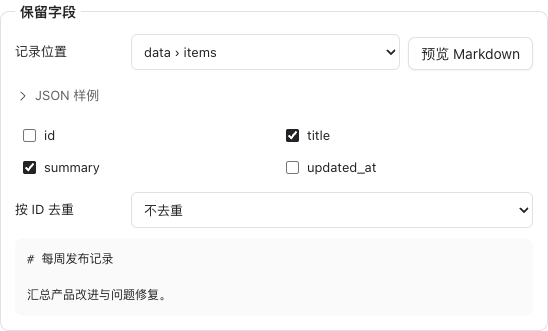 保留字段
记录位置
data › items
预览 Markdown
JSON 样例
id
title
summary
updated_at
按 ID 去重
不去重
# 每周发布记录
汇总产品改进与问题修复。